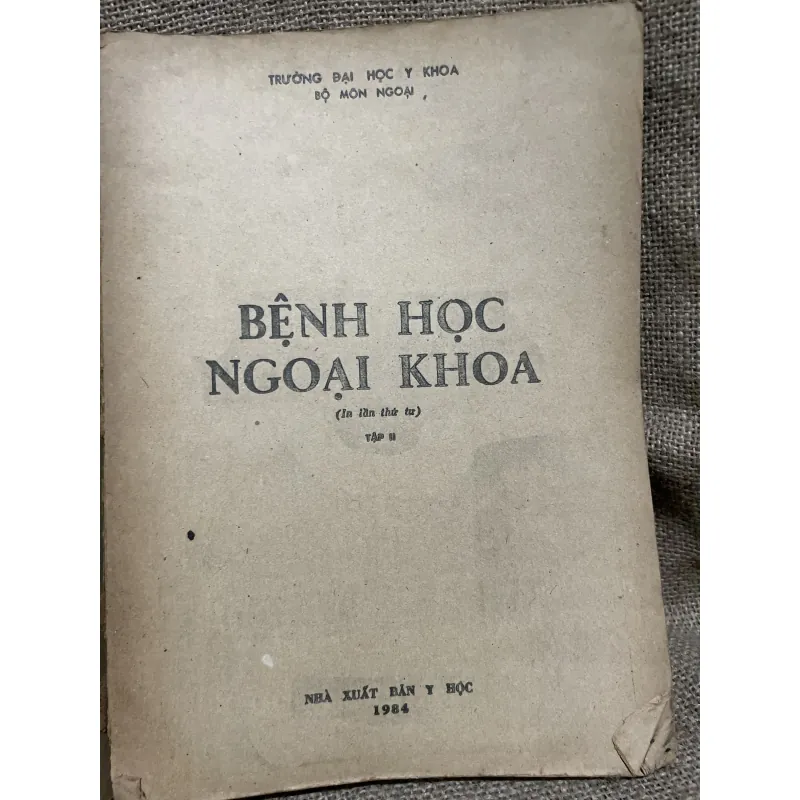 TRƯỜNG ĐẠI HỌC Y KHOA
BỘ MÔN NGOẠI
BỆNH HỌC
NGOẠI KHOA
(In lần thứ tư)
TẬP II
NHÀ XUẤT BẢN Y HỌC
1984